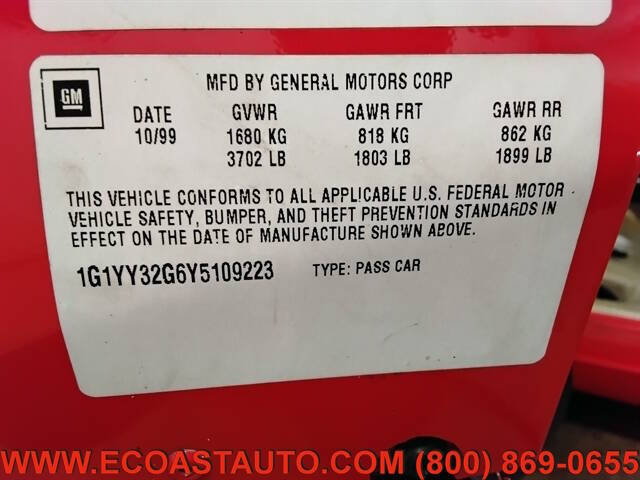 GM
MFD BY GENERAL MOTORS CORP
DATE GVWR GAWR FRT GAWR RR
10/99 1680 KG 818 KG 862 KG
3702 LB 1803 LB 1899 LB
THIS VEHICLE CONFORMS TO ALL APPLICABLE U.S. FEDERAL MOTOR
VEHICLE SAFETY, BUMPER, AND THEFT PREVENTION STANDARDS IN
EFFECT ON THE DATE OF MANUFACTURE SHOWN ABOVE.
1G1YY32G6Y5109223 TYPE: PASS CAR
WWW.ECOASTAUTO.COM (800) 869-0655